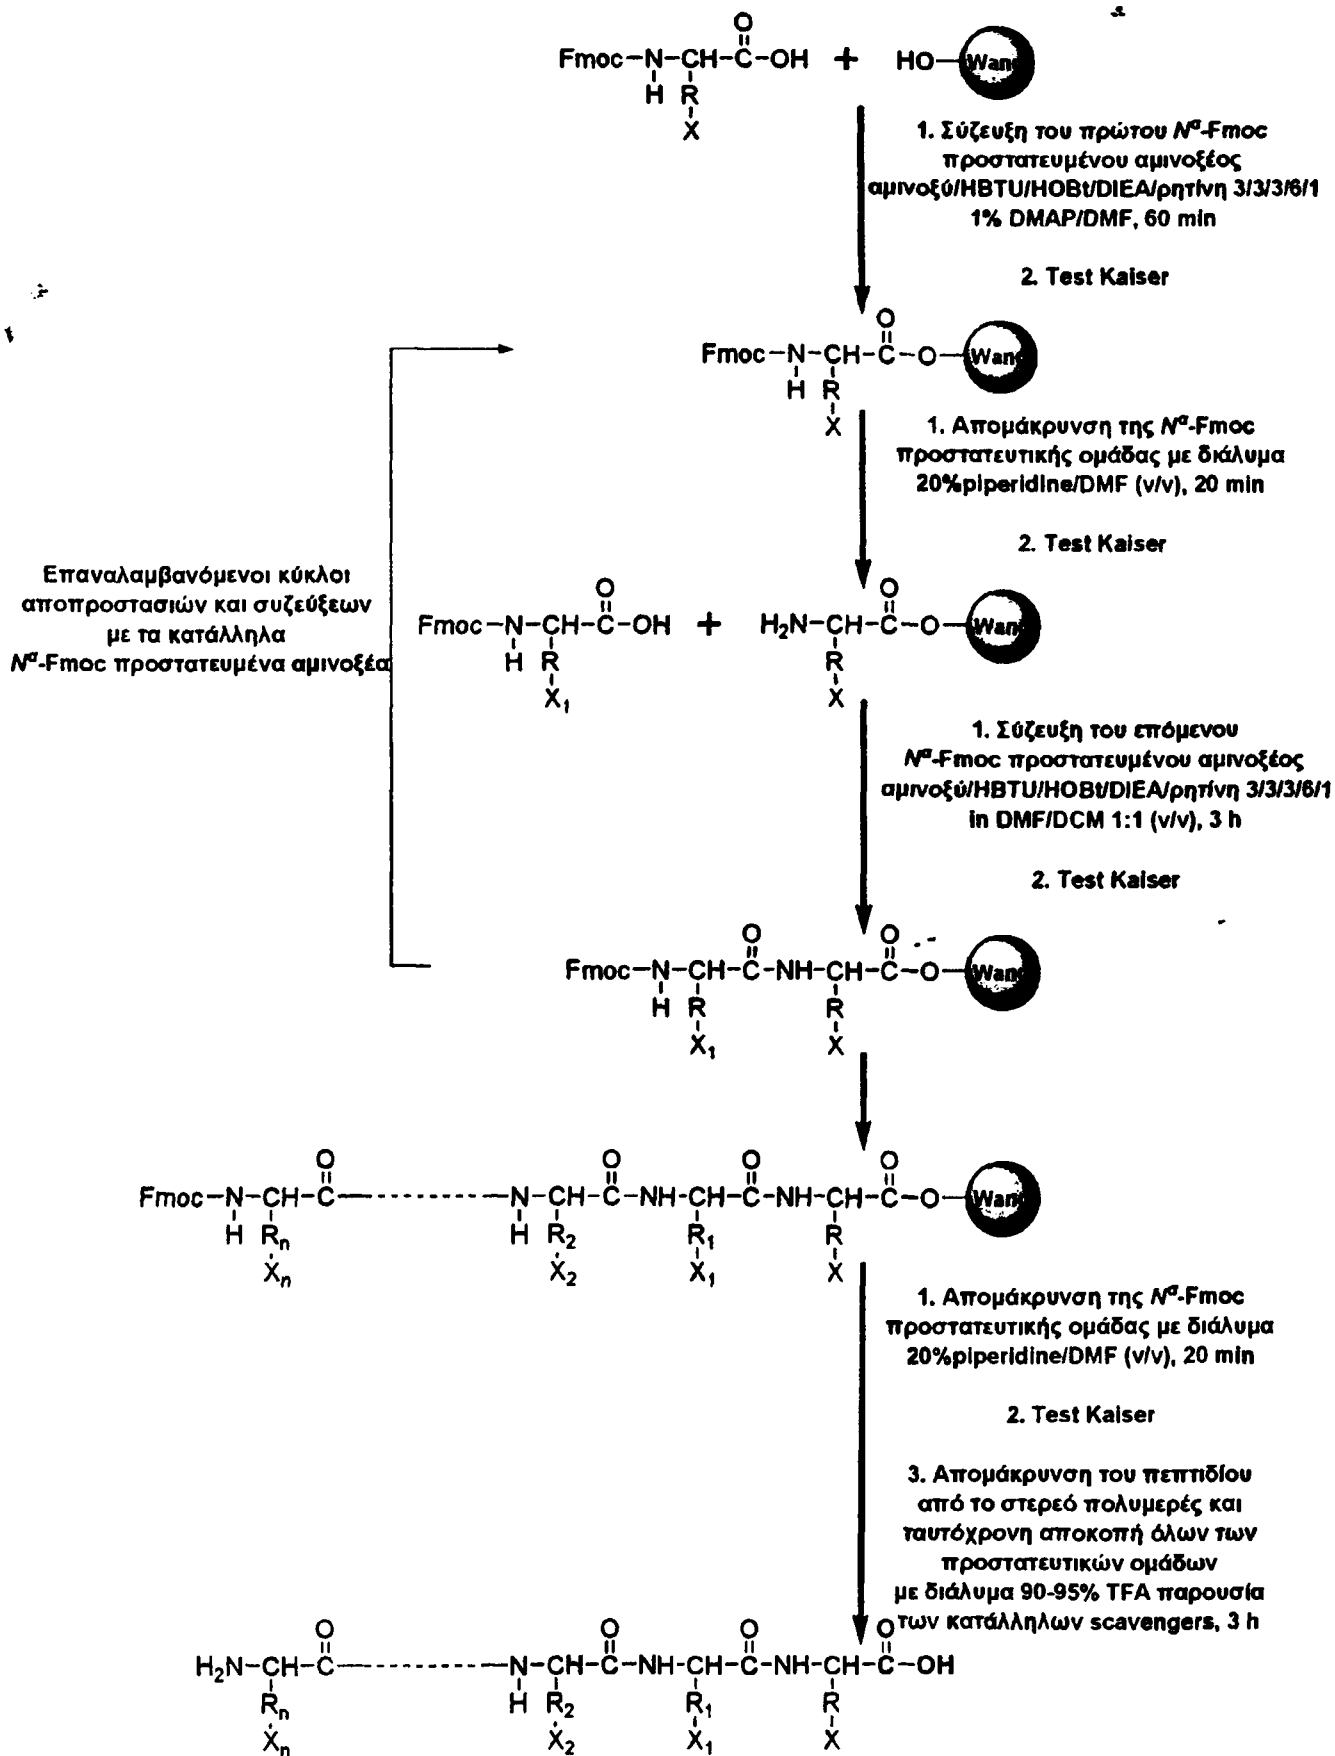 O
Fmoc–N–CH–C–OH + HO–Wang
H R
X
1. Σύζευξη του πρώτου Nα-Fmoc
προστατευμένου αμινοξέος
αμινοξύ/HBTU/HOBt/DIEA/ρητίνη 3/3/3/6/1
1% DMAP/DMF, 60 min
2. Test Kaiser
O
Fmoc–N–CH–C–O–Wang
H R
X
1. Απομάκρυνση της Nα-Fmoc
προστατευτικής ομάδας με διάλυμα
20%piperidine/DMF (v/v), 20 min
2. Test Kaiser
Επαναλαμβανόμενοι κύκλοι
αποπροστασιών και συζεύξεων
με τα κατάλληλα
Nα-Fmoc προστατευμένα αμινοξέα
O O
Fmoc–N–CH–C–OH + H2N–CH–C–O–Wang
H R R
X1 X
1. Σύζευξη του επόμενου
Nα-Fmoc προστατευμένου αμινοξέος
αμινοξύ/HBTU/HOBt/DIEA/ρητίνη 3/3/3/6/1
in DMF/DCM 1:1 (v/v), 3 h
2. Test Kaiser
O O
Fmoc–N–CH–C–NH–CH–C–O–Wang
H R R
X1 X
O O O O
Fmoc–N–CH–C--------N–CH–C–NH–CH–C–NH–CH–C–O–Wang
H Rn H R2 R1 R
Xn X2 X1 X
1. Απομάκρυνση της Nα-Fmoc
προστατευτικής ομάδας με διάλυμα
20%piperidine/DMF (v/v), 20 min
2. Test Kaiser
3. Απομάκρυνση του πεπτιδίου
από το στερεό πολυμερές και
ταυτόχρονη αποκοπή όλων των
προστατευτικών ομάδων
με διάλυμα 90-95% TFA παρουσία
των κατάλληλων scavengers, 3 h
O O O O
H2N–CH–C--------N–CH–C–NH–CH–C–NH–CH–C–OH
Rn H R2 R1 R
Xn X2 X1 X